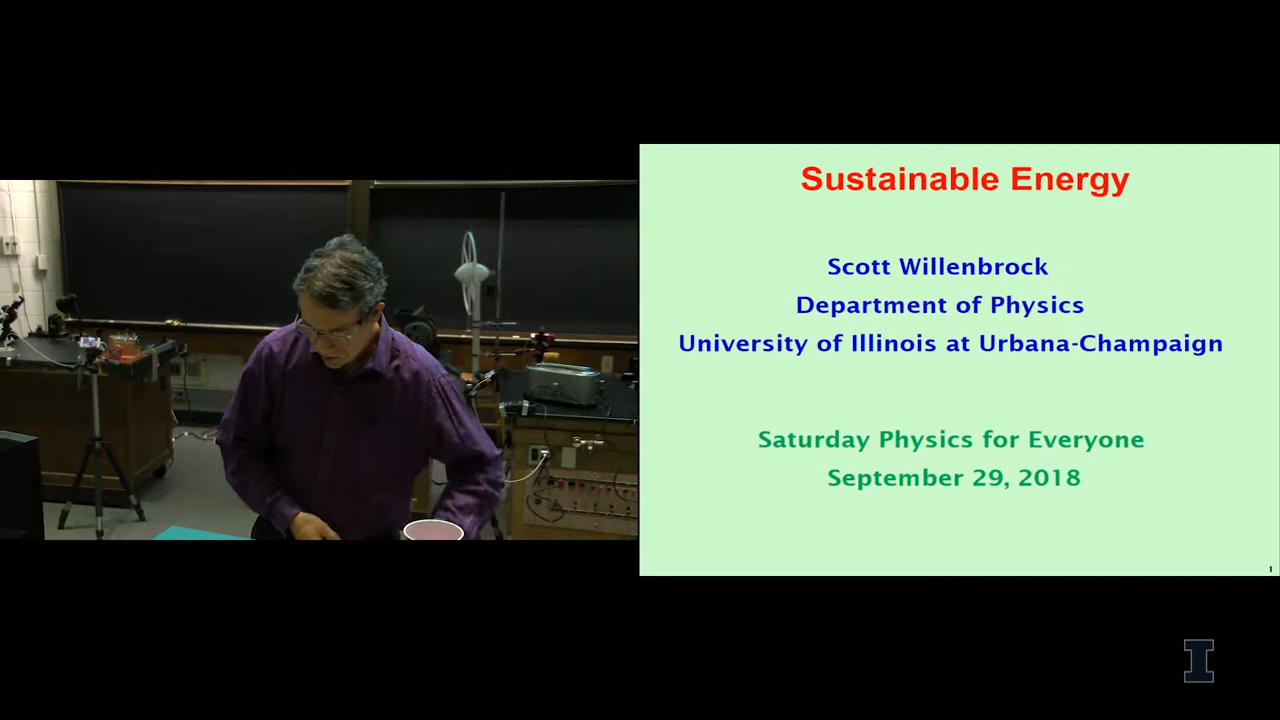 Sustainable Energy
Scott Willenbrock
Department of Physics
University of Illinois at Urbana-Champaign
Saturday Physics for Everyone
September 29, 2018
1
I